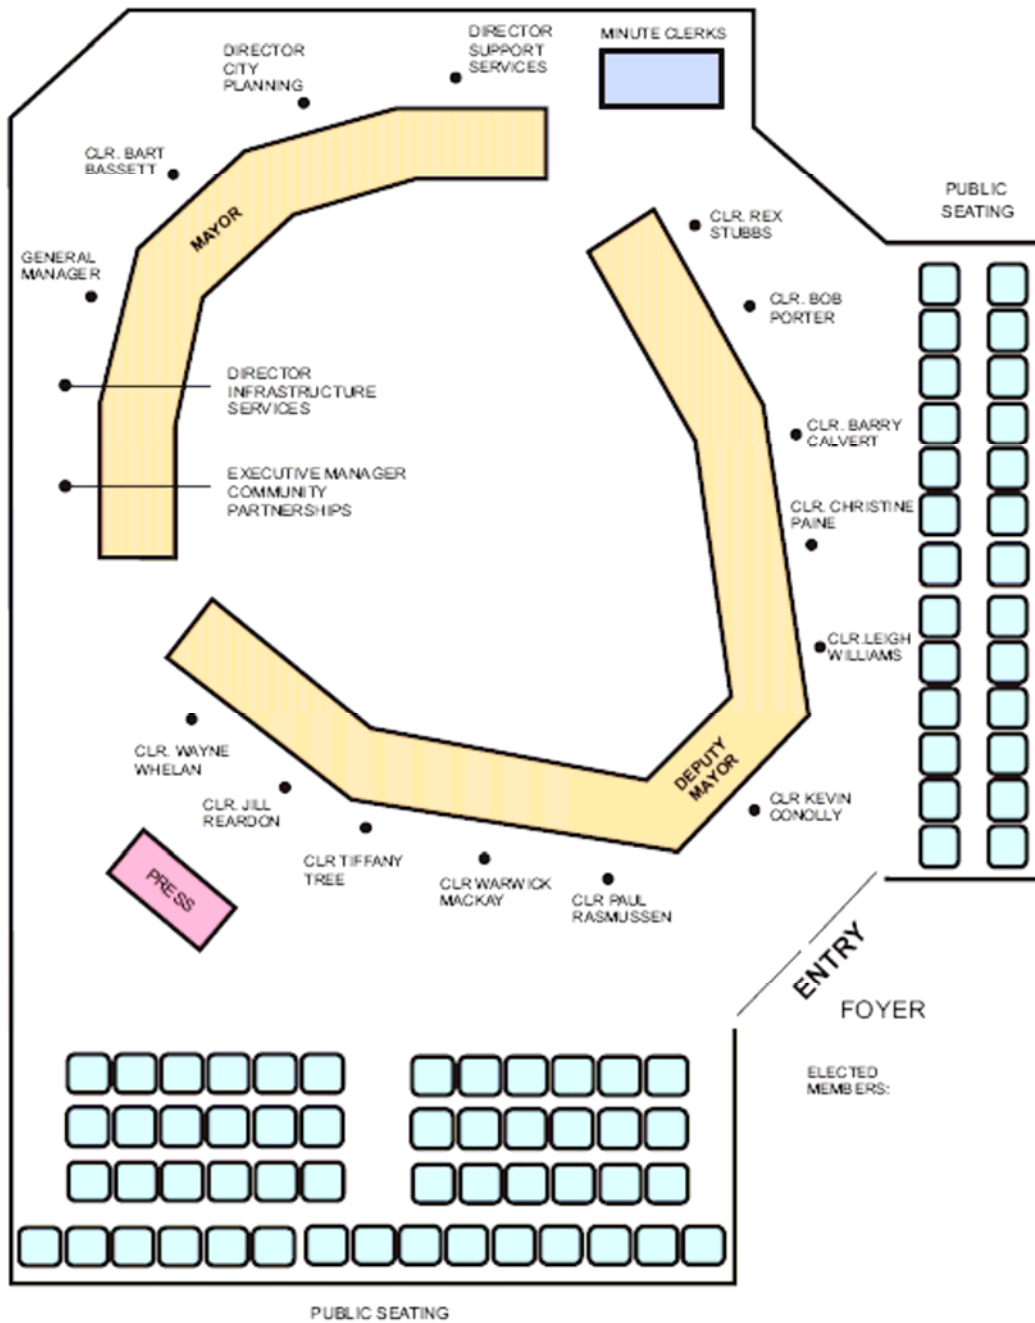 DIRECTOR
SUPPORT
SERVICES
MINUTE CLERKS
DIRECTOR
CITY
PLANNING
CLR. BART
BASSETT
MAYOR
PUBLIC
SEATING
CLR. REX
STUBBS
GENERAL
MANAGER
CLR. BOB
PORTER
DIRECTOR
INFRASTRUCTURE
SERVICES
CLR. BARRY
CALVERT
EXECUTIVE MANAGER
COMMUNITY
PARTNERSHIPS
CLR. CHRISTINE
PAINE
CLR.LEIGH
WILLIAMS
CLR. WAYNE
WHELAN
DEPUTY
MAYOR
CLR KEVIN
CONOLLY
CLR. JILL
REARDON
CLR TIFFANY
TREE
CLR WARWICK
MACKAY
CLR PAUL
RASMUSSEN
PRESS
ENTRY
FOYER
ELECTED
MEMBERS:
PUBLIC SEATING